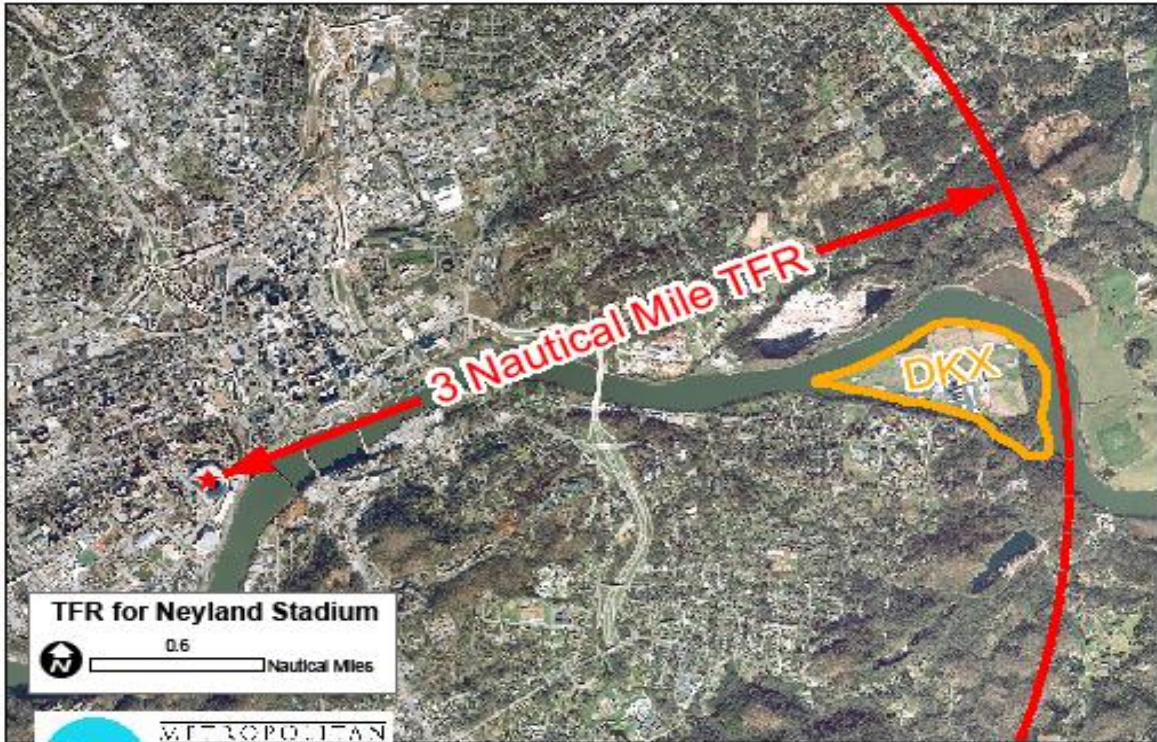 3 Nautical Mile TFR
DKX
TFR for Neyland Stadium
0.6
N
Nautical Miles
METROPOLITAN